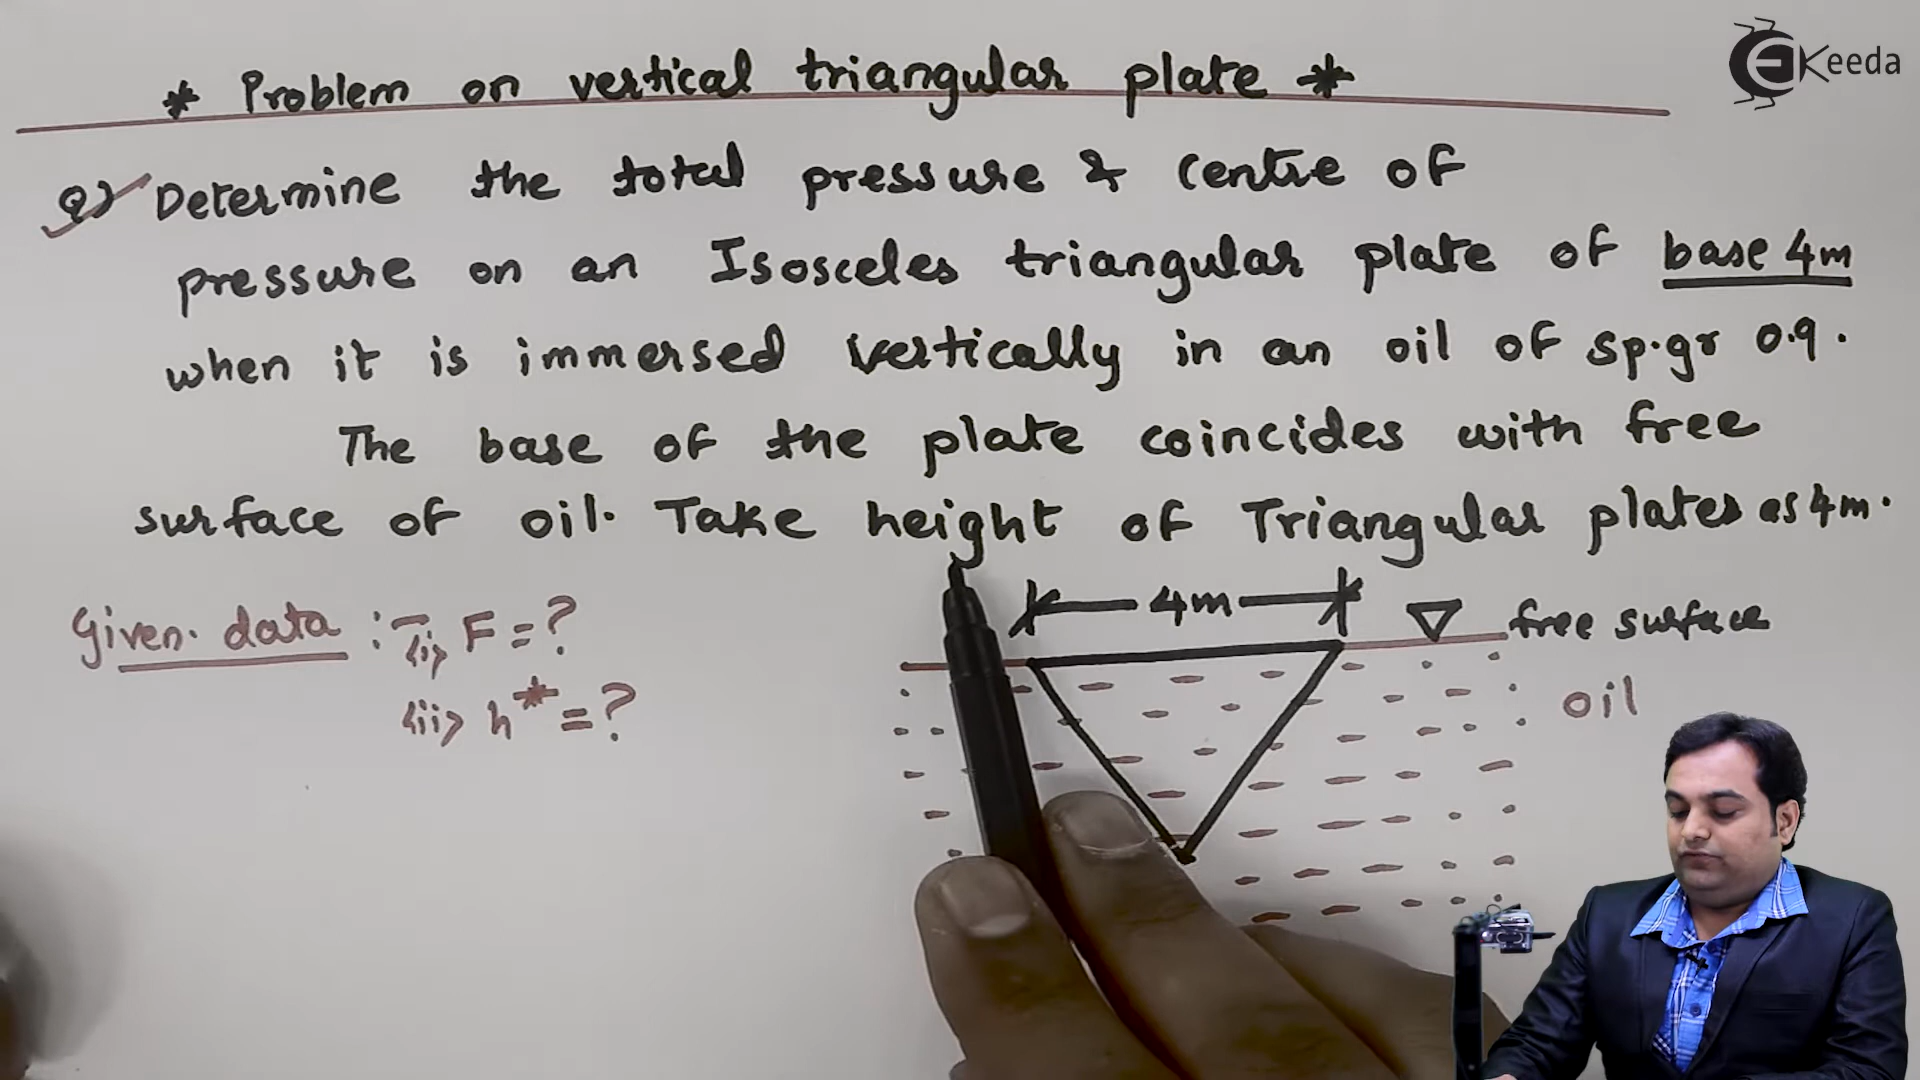 Ekeeda
* Problem on vertical triangular plate *
Q) Determine the total pressure & centre of
pressure on an Isosceles triangular plate of base 4m
when it is immersed vertically in an oil of sp.gr 0.9.
The base of the plate coincides with free
surface of oil. Take height of Triangular plates as 4m.
Given data :- (i) F = ?
(ii) h* = ?
4m
free surface
oil